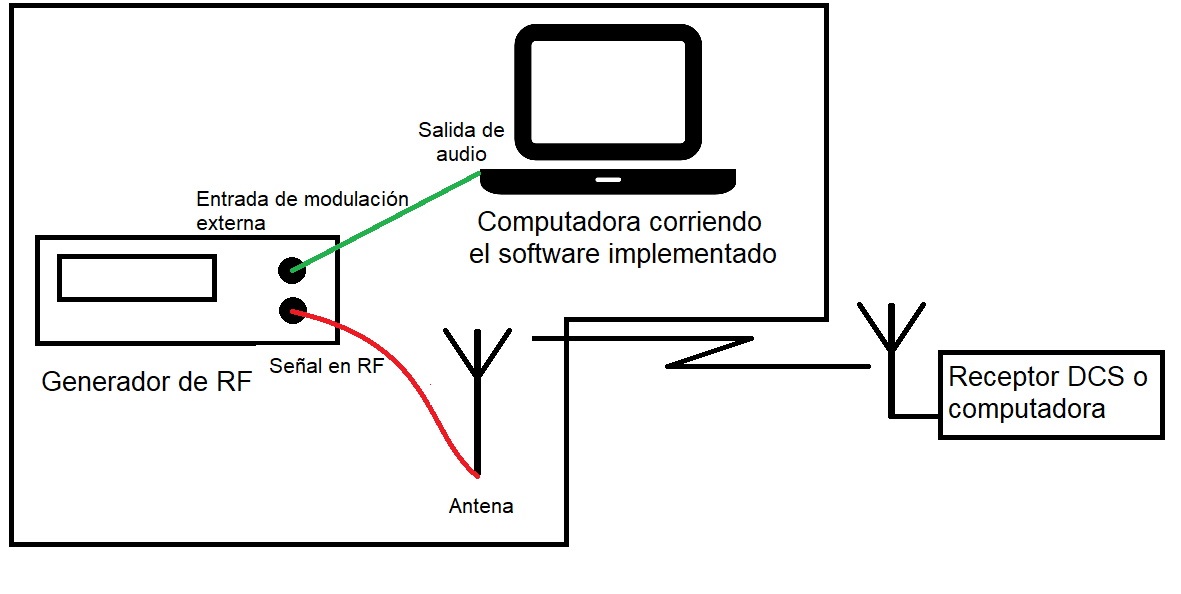 Salida de
audio
Entrada de modulación
externa
Computadora corriendo
el software implementado
Señal en RF
Generador de RF
Receptor DCS o
computadora
Antena